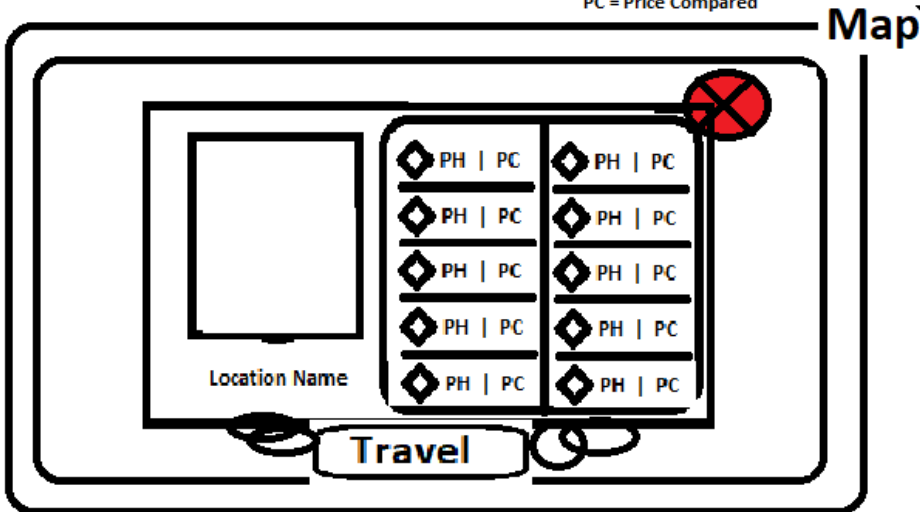 PC = Price Compared
Map
PH | PC
PH | PC
PH | PC
PH | PC
PH | PC
PH | PC
PH | PC
PH | PC
PH | PC
PH | PC
Location Name
Travel